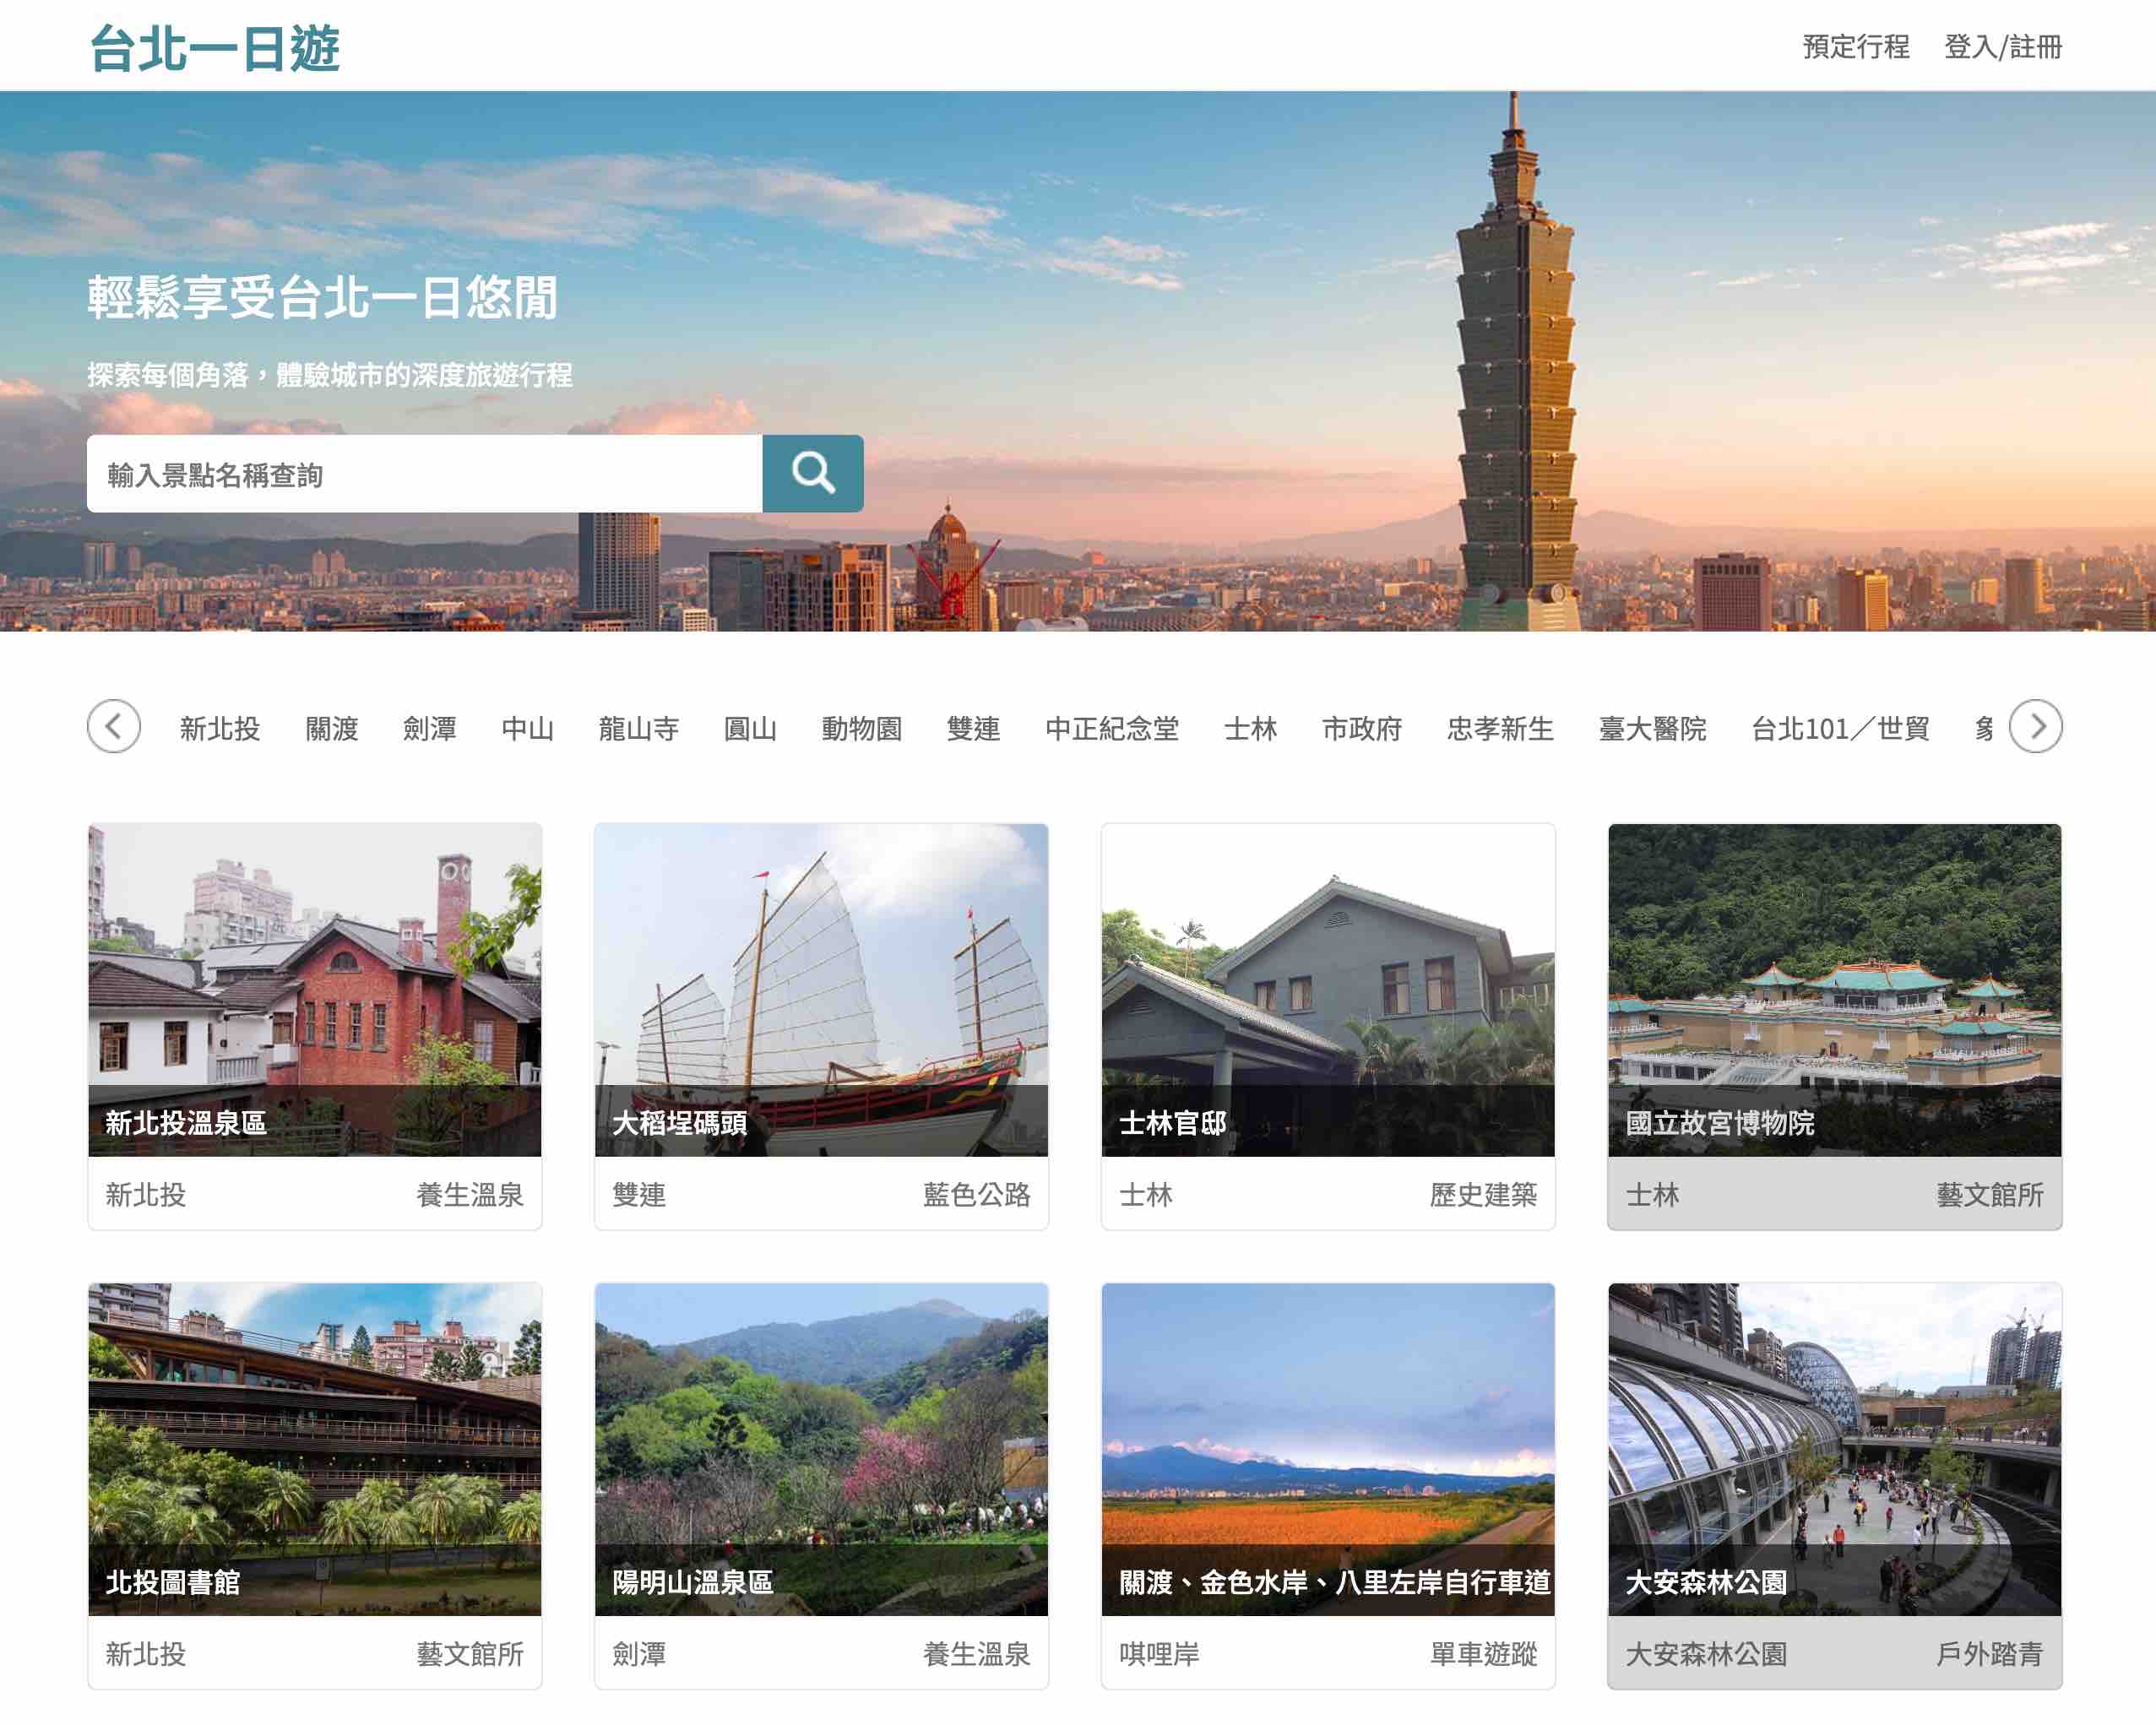 台北一日遊
預定行程 登入/註冊
輕鬆享受台北一日悠閒
探索每個角落，體驗城市的深度旅遊行程
輸入景點名稱查詢
新北投 關渡 劍潭 中山 龍山寺 圓山 動物園 雙連 中正紀念堂 士林 市政府 忠孝新生 臺大醫院 台北101／世貿
新北投溫泉區
新北投 養生溫泉
大稻埕碼頭
雙連 藍色公路
士林官邸
士林 歷史建築
國立故宮博物院
士林 藝文館所
北投圖書館
新北投 藝文館所
陽明山溫泉區
劍潭 養生溫泉
關渡、金色水岸、八里左岸自行車道
唭哩岸 單車遊蹤
大安森林公園
大安森林公園 戶外踏青